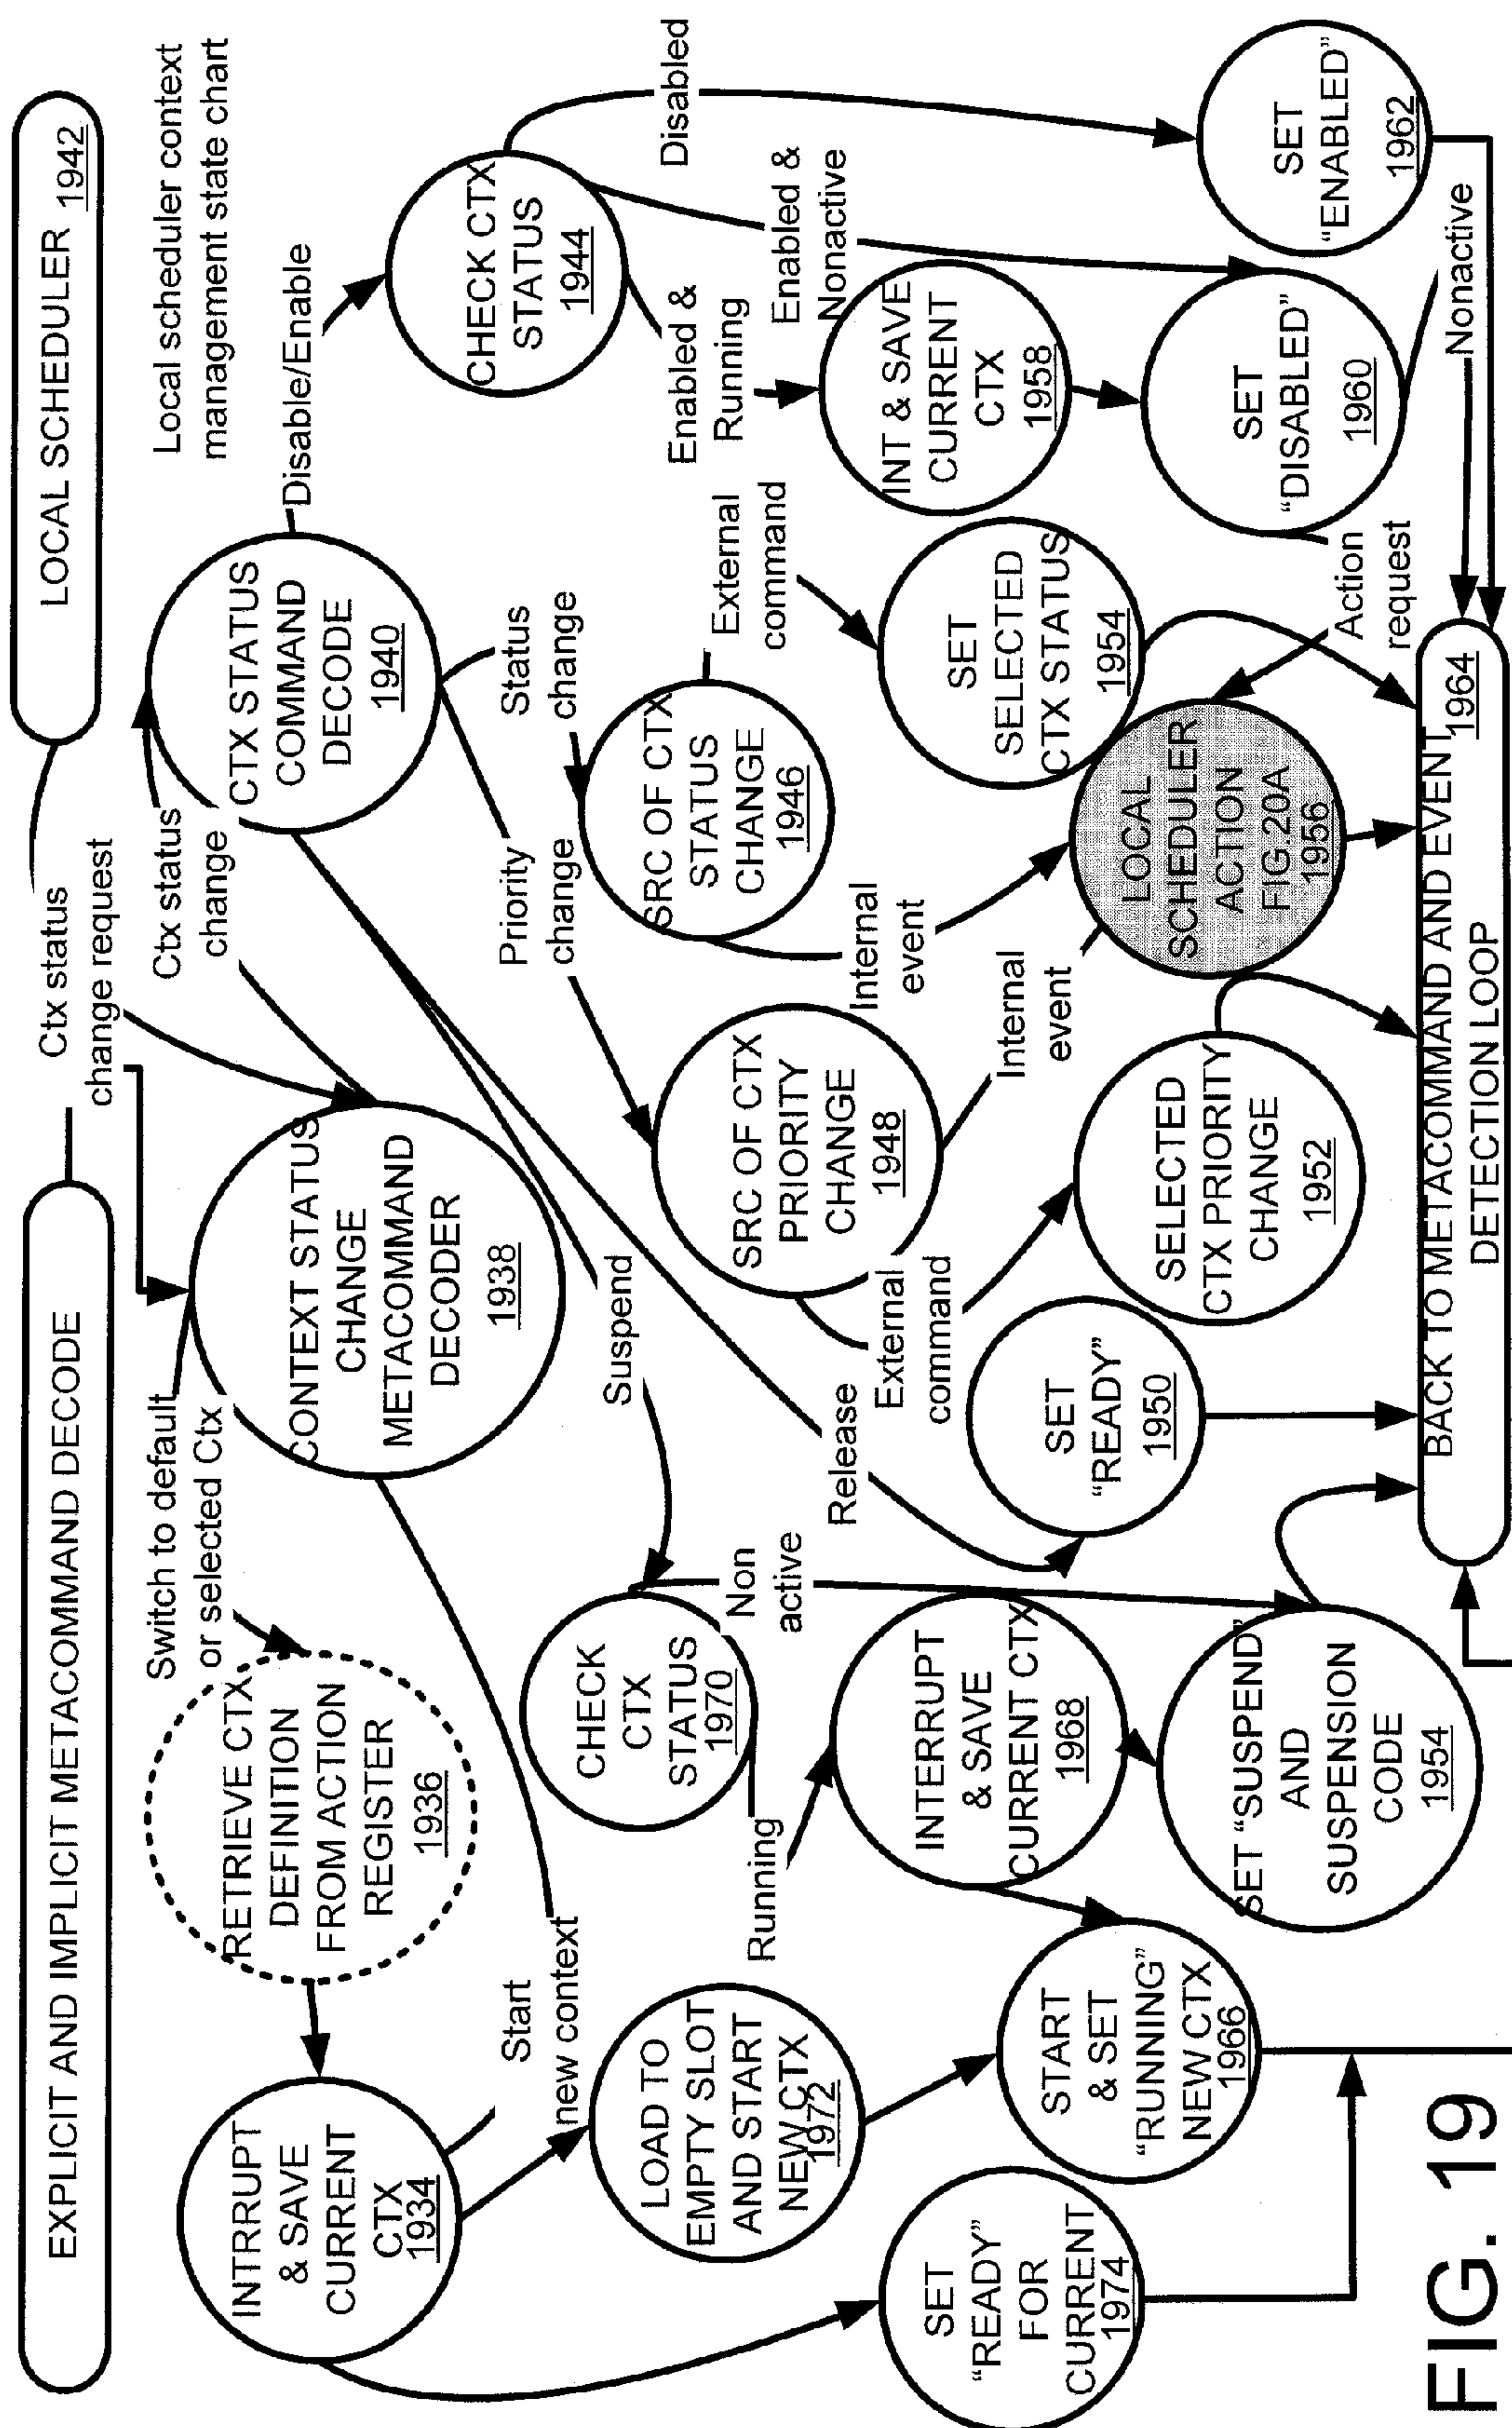 EXPLICIT AND IMPLICIT METACOMMAND DECODE
LOCAL SCHEDULER 1942
Ctx status
change request
Local scheduler context
management state chart
Switch to default
or selected Ctx
Ctx status
change
Disable/Enable
INTRRUPT
& SAVE
CURRENT
CTX
1934
RETRIEVE CTX
DEFINITION
FROM ACTION
REGISTER
1936
CONTEXT STATUS
CHANGE
METACOMMAND
DECODER
1938
CTX STATUS
COMMAND
DECODE
1940
CHECK CTX
STATUS
1944
Start
new context
Suspend
Release
Priority
change
Status
change
Enabled &
Running
Enabled &
Nonactive
Disabled
LOAD TO
EMPTY SLOT
AND START
NEW CTX
1972
CHECK
CTX
STATUS
1970
Running
Non
active
SRC OF CTX
PRIORITY
CHANGE
1948
SRC OF CTX
STATUS
CHANGE
1946
External
command
Internal
event
Internal
event
External
command
SET
"READY"
FOR
CURRENT
1974
START
& SET
"RUNNING"
NEW CTX
1966
INTERRUPT
& SAVE
CURRENT CTX
1968
SET "SUSPEND"
AND
SUSPENSION
CODE
1954
SET
"READY"
1950
SELECTED
CTX PRIORITY
CHANGE
1952
LOCAL
SCHEDULER
ACTION
FIG.20A
1956
SET
SELECTED
CTX STATUS
1954
INT & SAVE
CURRENT
CTX
1958
SET
"DISABLED"
1960
SET
"ENABLED"
1962
Action
request
Nonactive
BACK TO METACOMMAND AND EVENT
DETECTION LOOP
1964
FIG. 19